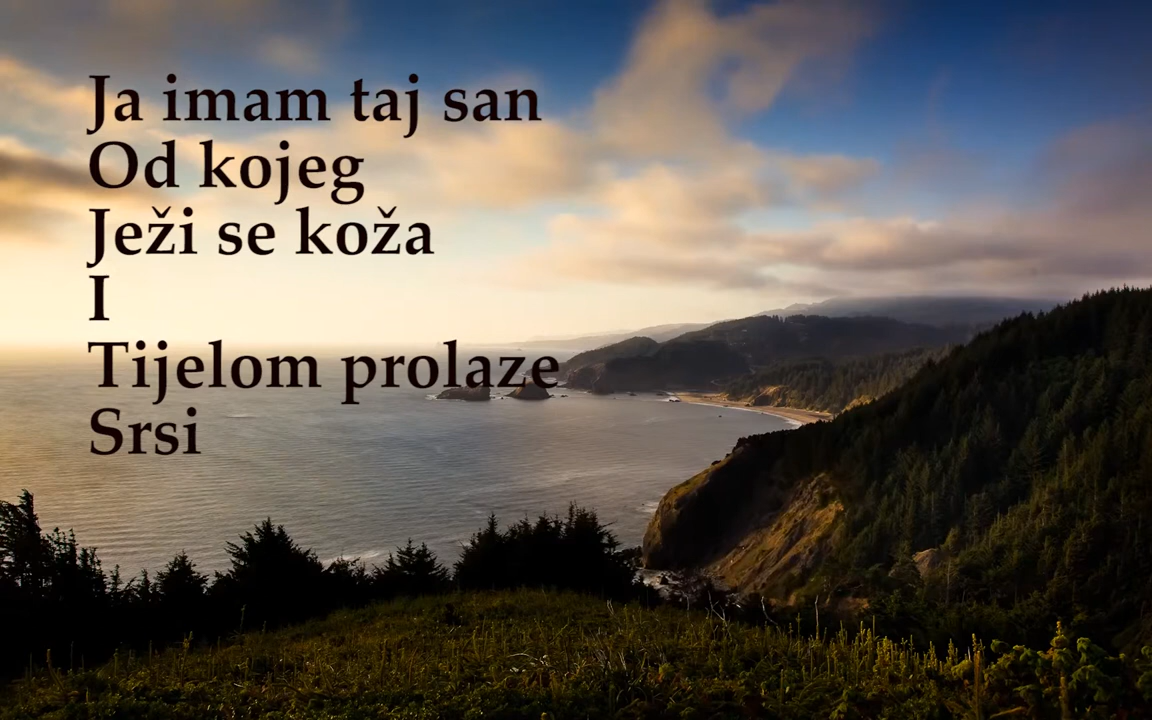 Ja imam taj san
Od kojeg
Ježi se koža
I
Tijelom prolaze
Srsi